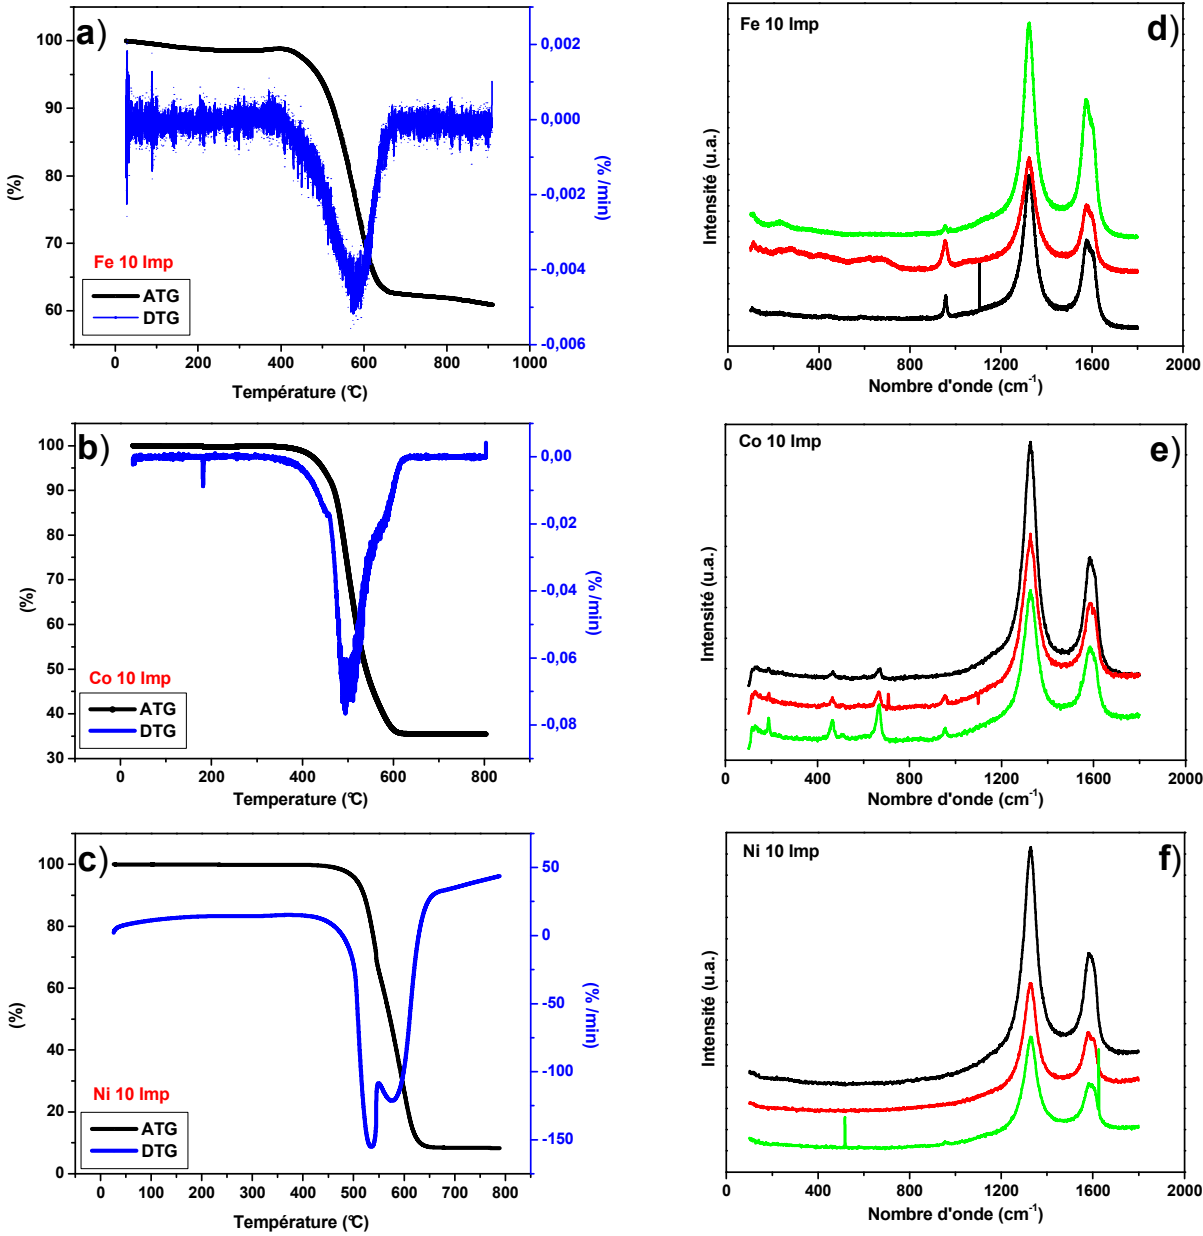 a)
100
90
80
70
60
(%)
0,002
0,000
-0,002
-0,004
-0,006
(% /min)
Fe 10 Imp
ATG
DTG
0 200 400 600 800 1000
Température (°C)
d)
Fe 10 Imp
Intensité (u.a.)
0 400 800 1200 1600 2000
Nombre d'onde (cm-1)
b)
100
90
80
70
60
50
40
30
(%)
0,00
-0,02
-0,04
-0,06
-0,08
(% /min)
Co 10 Imp
ATG
DTG
0 200 400 600 800
Temperature (°C)
e)
Co 10 Imp
Intensité (u.a.)
0 400 800 1200 1600 2000
Nombre d'onde (cm-1)
c)
100
80
60
40
20
0
(%)
50
0
-50
-100
-150
(% /min)
Ni 10 Imp
ATG
DTG
0 100 200 300 400 500 600 700 800
Température (°C)
f)
Ni 10 Imp
Intensité (u.a.)
0 400 800 1200 1600 2000
Nombre d'onde (cm-1)